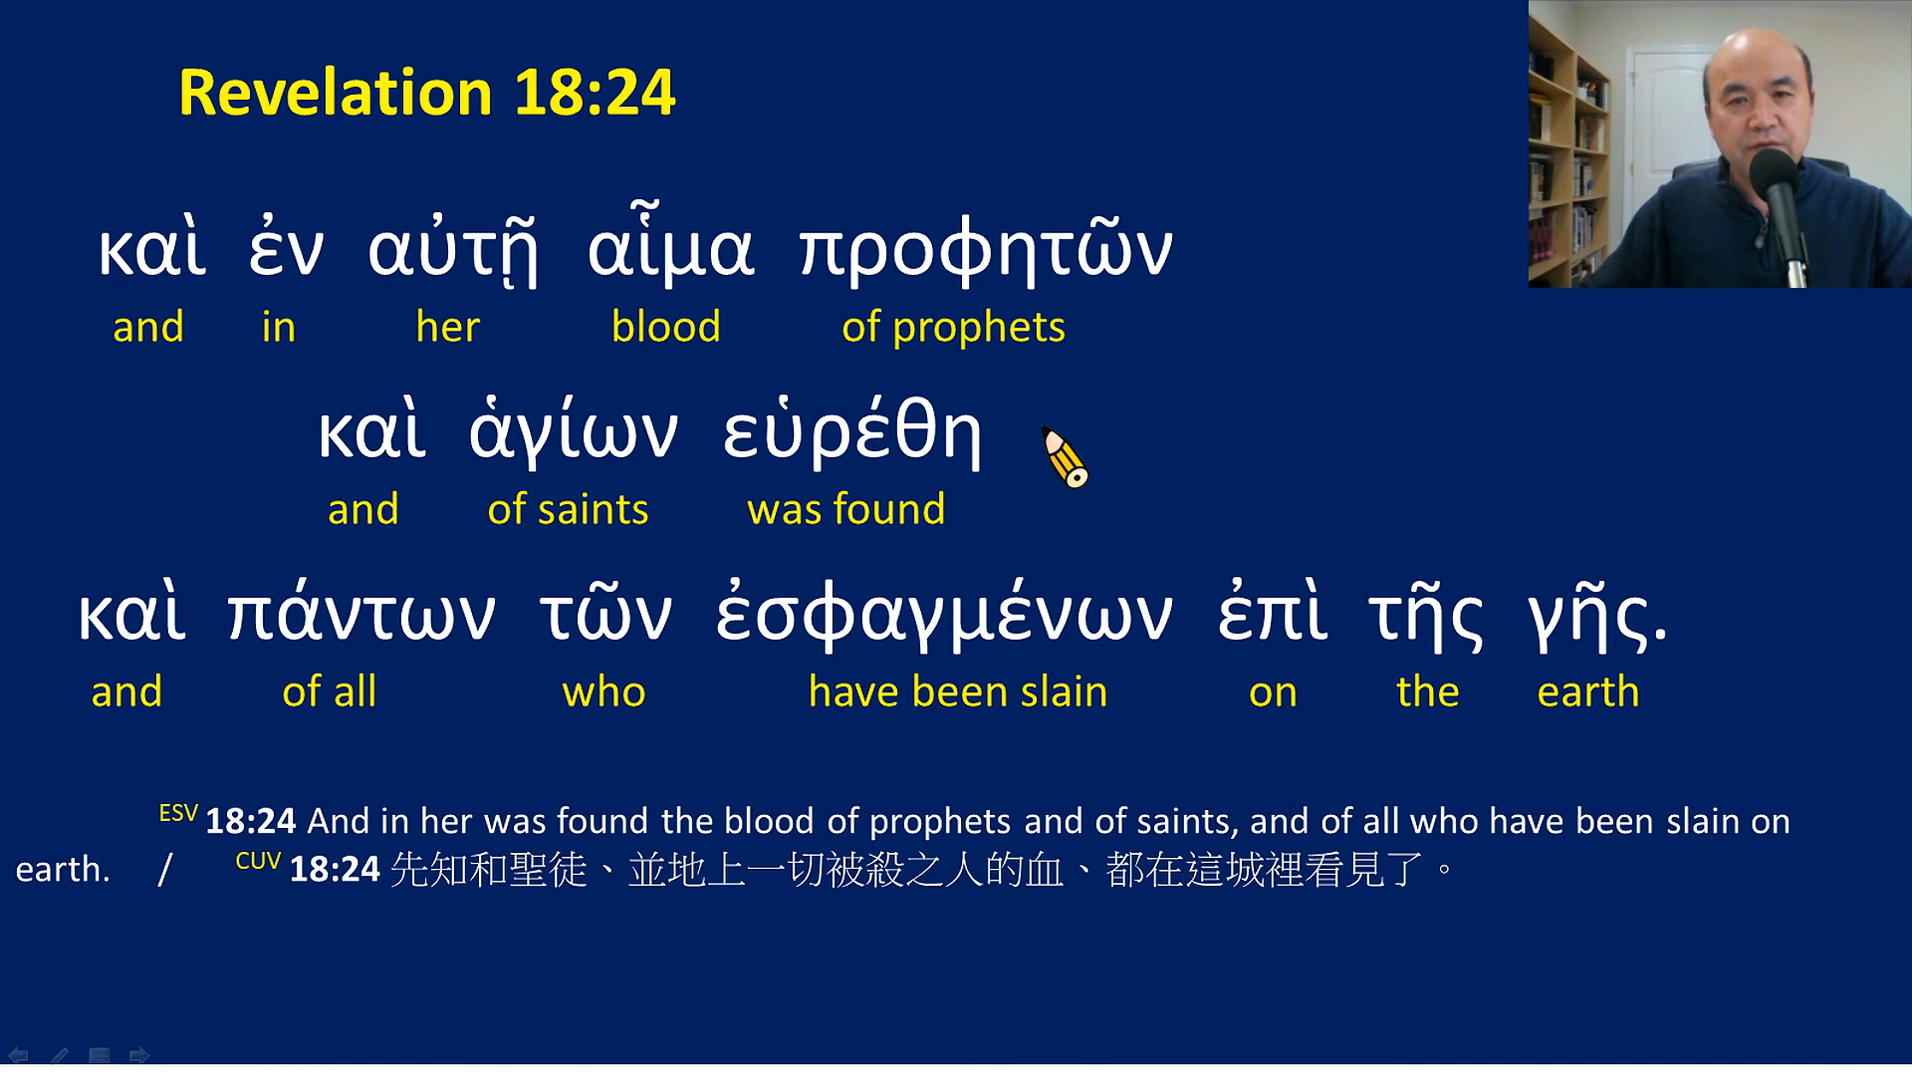 Revelation 18:24
καὶ ἐν αὐτῇ αἷμα προφητῶν
and in her blood of prophets
καὶ ἁγίων εὑρέθη
and of saints was found
καὶ πάντων τῶν ἐσφαγμένων ἐπὶ τῆς γῆς.
and of all who have been slain on the earth
ESV 18:24 And in her was found the blood of prophets and of saints, and of all who have been slain on
earth. / CUV 18:24 先知和聖徒、並地上一切被殺之人的血、都在這城裡看見了。